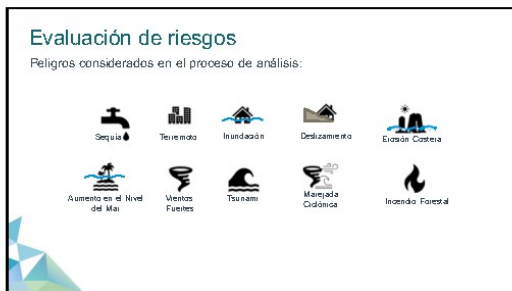 Evaluación de riesgos
Peligros considerados en el proceso de análisis:
Sequía
Terremoto
Inundación
Deslizamiento
Erosión Costera
Aumento en el Nivel
del Mar
Vientos
Fuertes
Tsunami
Marejada
Ciclónica
Incendio Forestal